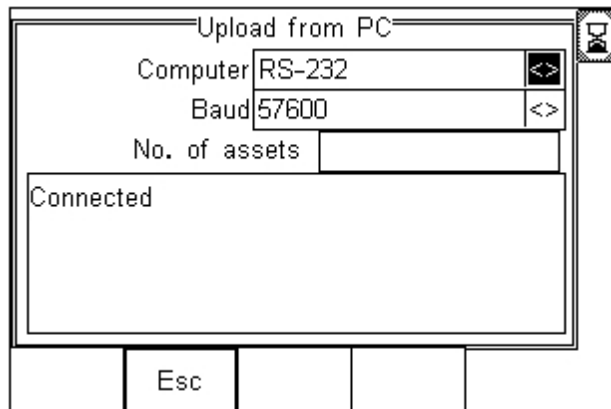 Upload from PC
Computer RS-232 <>
Baud 57600 <>
No. of assets
Connected
Esc